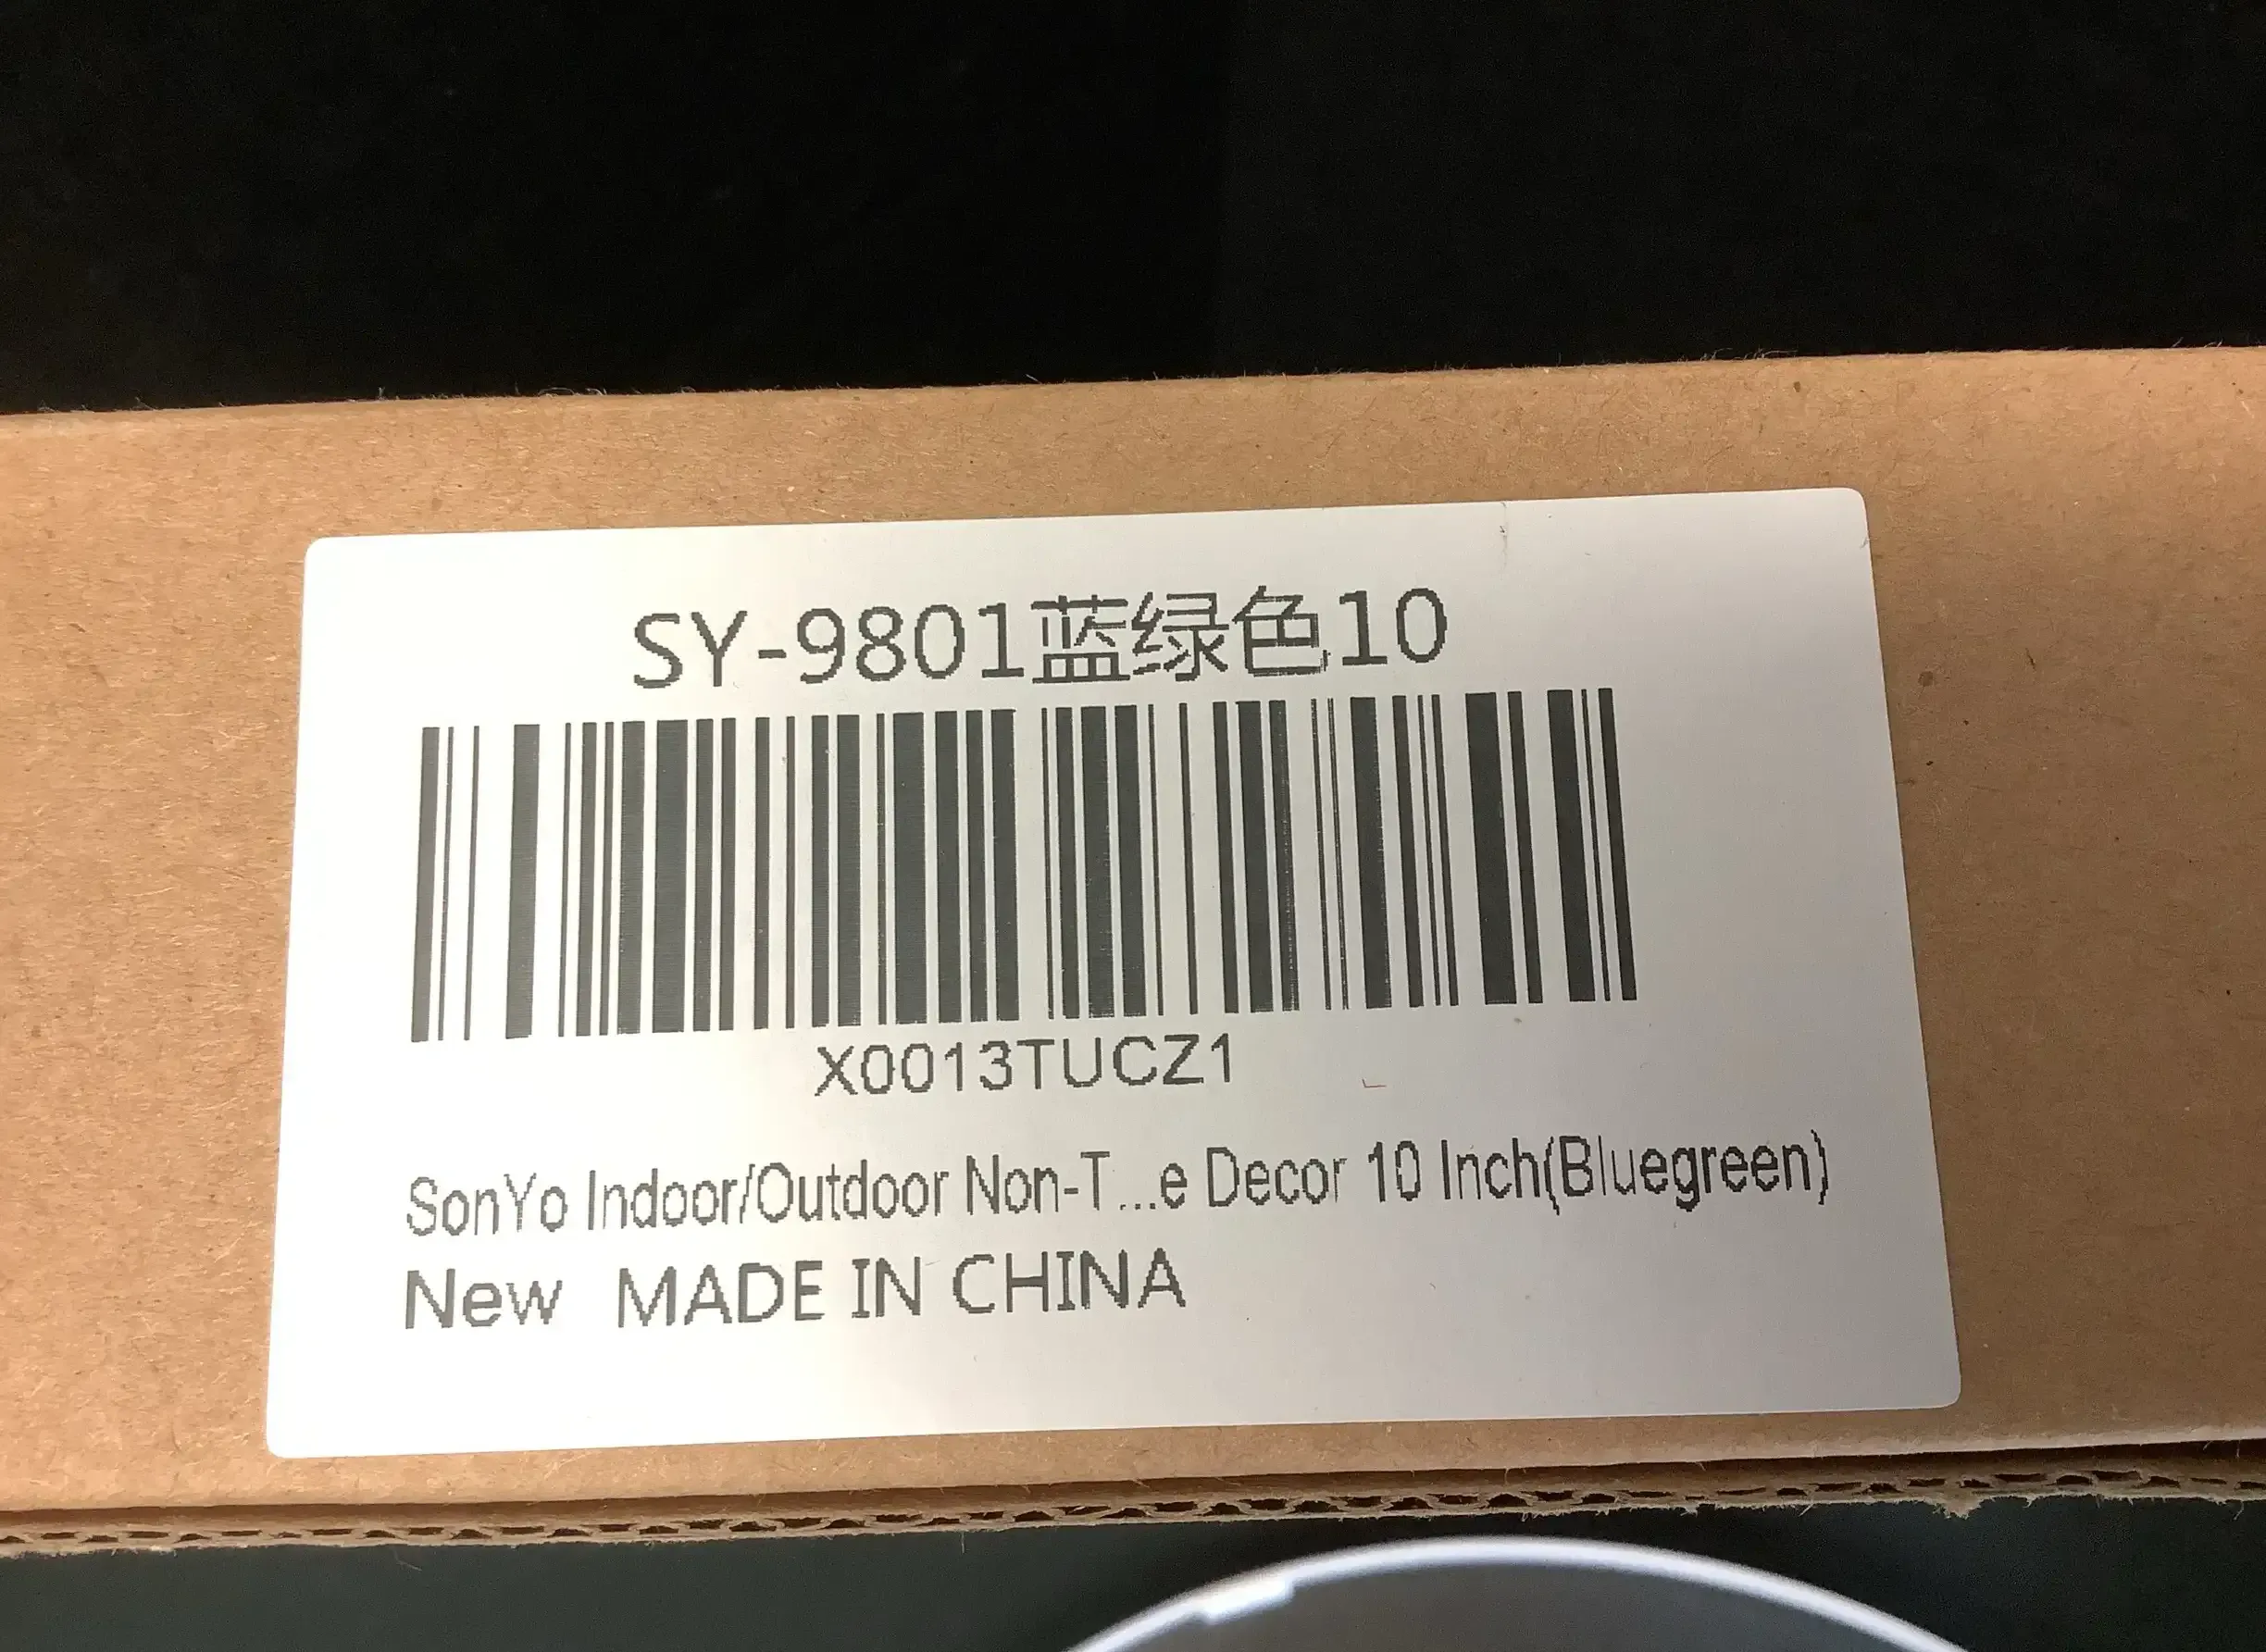 SY-9801蓝绿色10
X0013TUCZ1
SonYo Indoor/Outdoor Non-T...e Decor 10 Inch(Bluegreen)
New MADE IN CHINA